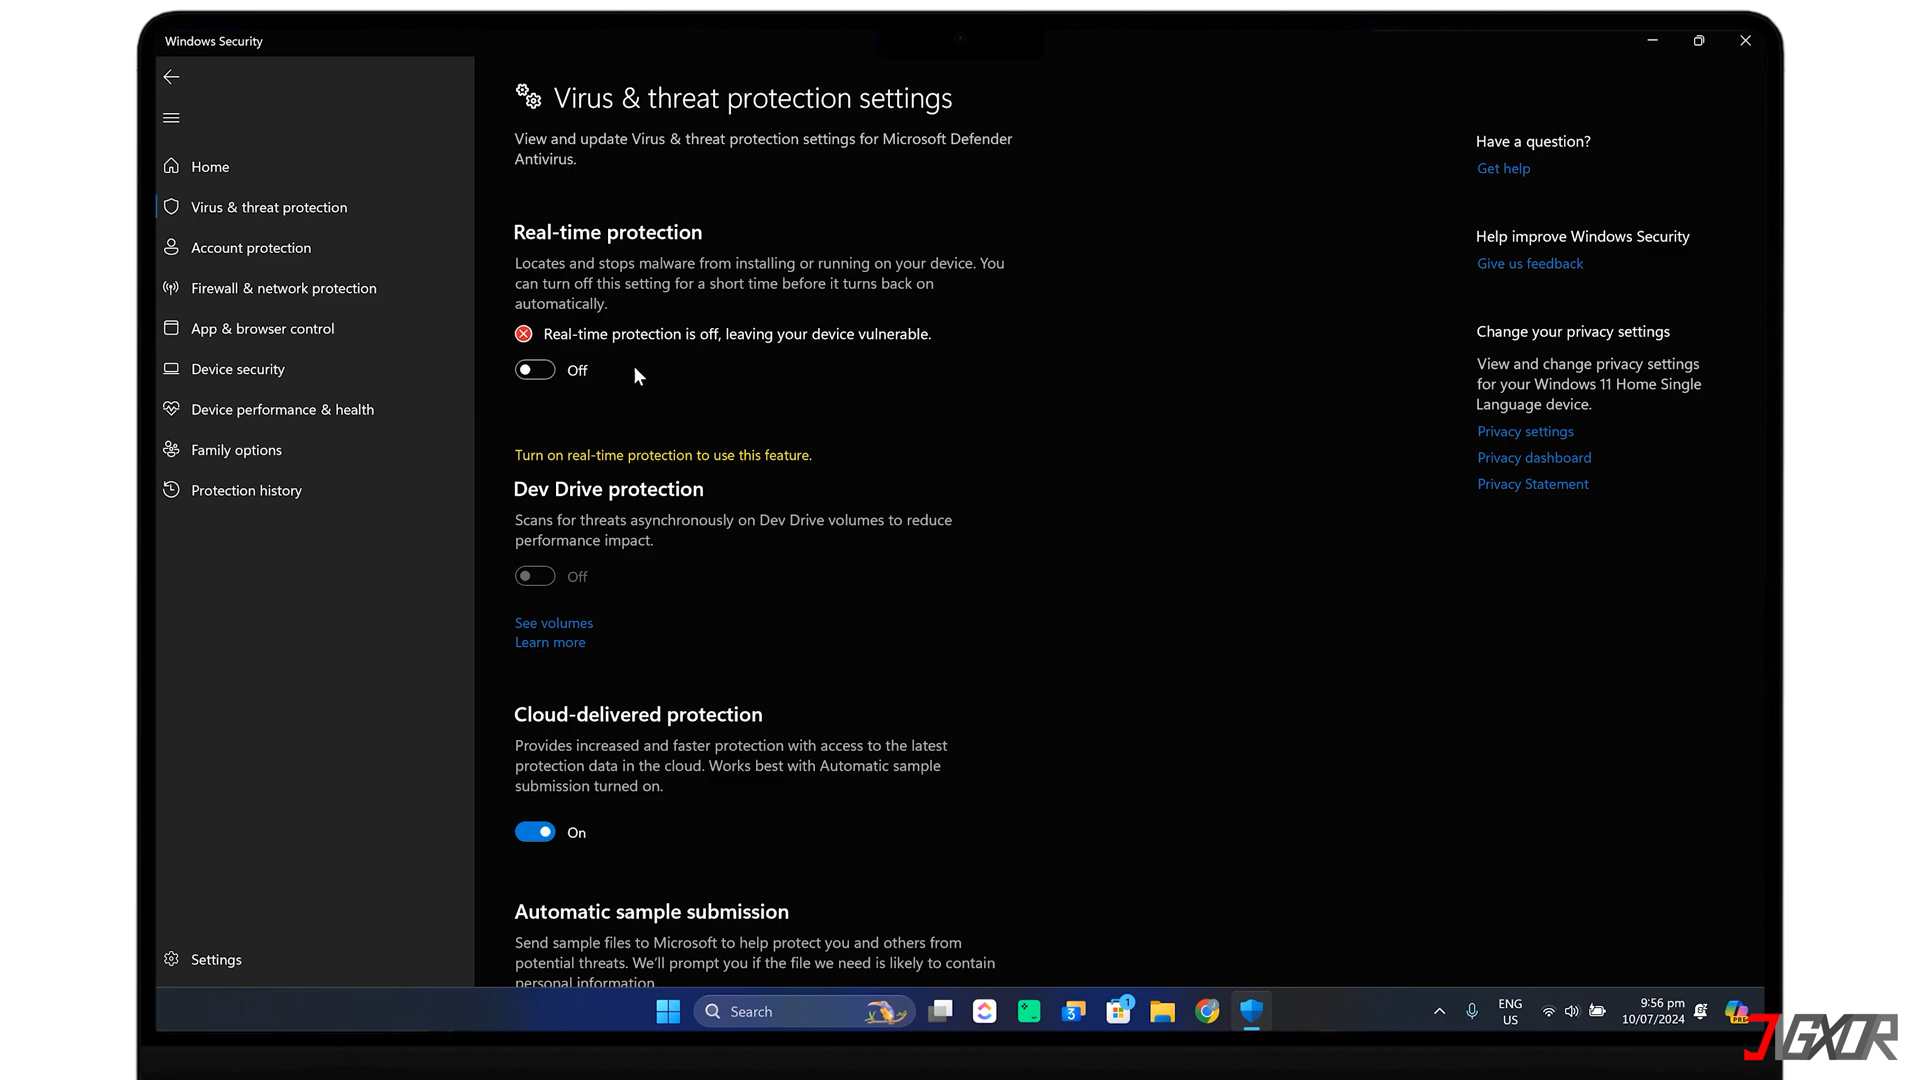 Windows Security
Home
Virus & threat protection
Account protection
Firewall & network protection
App & browser control
Device security
Device performance & health
Family options
Protection history
Settings
Virus & threat protection settings
View and update Virus & threat protection settings for Microsoft Defender
Antivirus.
Real-time protection
Locates and stops malware from installing or running on your device. You
can turn off this setting for a short time before it turns back on
automatically.
Real-time protection is off, leaving your device vulnerable.
Off
Turn on real-time protection to use this feature.
Dev Drive protection
Scans for threats asynchronously on Dev Drive volumes to reduce
performance impact.
Off
See volumes
Learn more
Cloud-delivered protection
Provides increased and faster protection with access to the latest
protection data in the cloud. Works best with Automatic sample
submission turned on.
On
Automatic sample submission
Send sample files to Microsoft to help protect you and others from
potential threats. We'll prompt you if the file we need is likely to contain
personal information.
Have a question?
Get help
Help improve Windows Security
Give us feedback
Change your privacy settings
View and change privacy settings
for your Windows 11 Home Single
Language device.
Privacy settings
Privacy dashboard
Privacy Statement
Search
3
1
ENG
US
9:56 pm
10/07/2024
PRE
JIGXOR